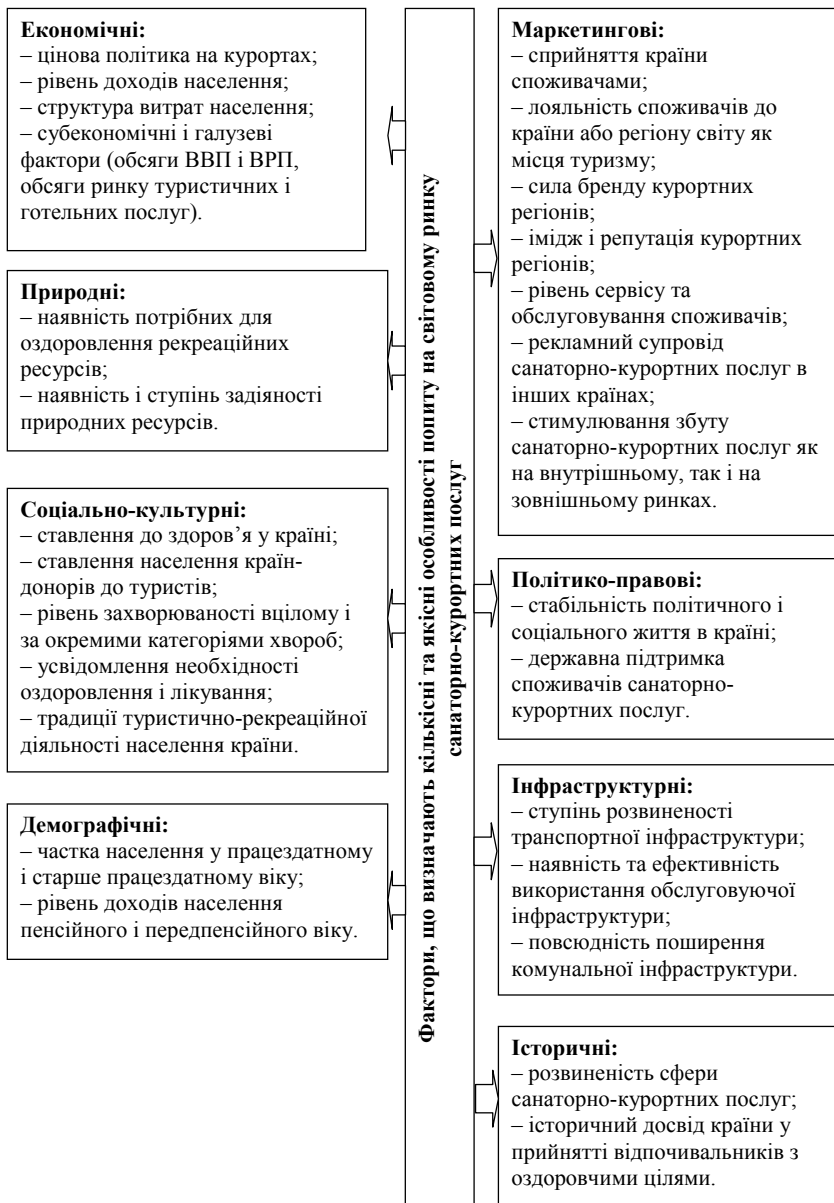 Економічні:
– цінова політика на курортах;
– рівень доходів населення;
– структура витрат населення;
– субекономічні і галузеві
фактори (обсяги ВВП і ВРП,
обсяги ринку туристичних і
готельних послуг).
Природні:
– наявність потрібних для
оздоровлення рекреаційних
ресурсів;
– наявність і ступінь задіяності
природних ресурсів.
Соціально-культурні:
– ставлення до здоров’я у країні;
– ставлення населення країн-
донорів до туристів;
– рівень захворюваності вцілому і
за окремими категоріями хвороб;
– усвідомлення необхідності
оздоровлення і лікування;
– традиції туристично-рекреаційної
діяльності населення країни.
Демографічні:
– частка населення у працездатному
і старше працездатному віку;
– рівень доходів населення
пенсійного і передпенсійного віку.
Фактори, що визначають кількісні та якісні особливості попиту на світовому ринку
санаторно-курортних послуг
Маркетингові:
– сприйняття країни
споживачами;
– лояльність споживачів до
країни або регіону світу як
місця туризму;
– сила бренду курортних
регіонів;
– імідж і репутація курортних
регіонів;
– рівень сервісу та
обслуговування споживачів;
– рекламний супровід
санаторно-курортних послуг в
інших країнах;
– стимулювання збуту
санаторно-курортних послуг як
на внутрішньому, так і на
зовнішньому ринках.
Політико-правові:
– стабільність політичного і
соціального життя в країні;
– державна підтримка
споживачів санаторно-
курортних послуг.
Інфраструктурні:
– ступінь розвиненості
транспортної інфраструктури;
– наявність та ефективність
використання обслуговуючої
інфраструктури;
– повсюдність поширення
комунальної інфраструктури.
Історичні:
– розвиненість сфери
санаторно-курортних послуг;
– історичний досвід країни у
прийнятті відпочивальників з
оздоровчими цілями.